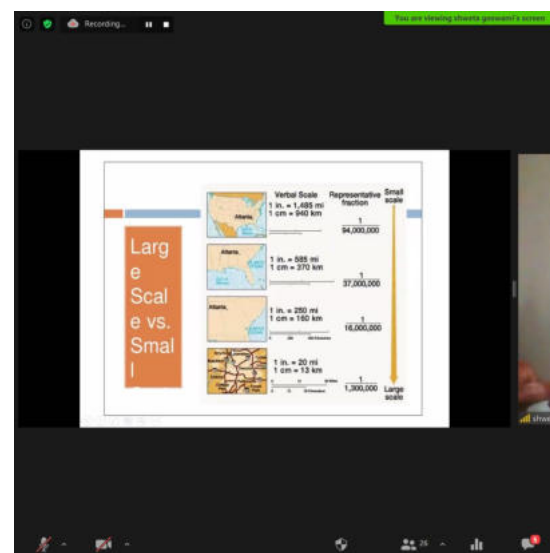 Recording...
You are viewing shweta goswami's screen
Larg
e
Scal
e vs.
Smal
l
Verbal Scale
1 in. = 1,485 mi
1 cm = 940 km
Representative
fraction
Small
scale
Atlanta
1
94,000,000
Atlanta
1 in. = 585 mi
1 cm = 370 km
1
37,000,000
Atlanta
1 in. = 250 mi
1 cm = 160 km
1
16,000,000
1 in. = 20 mi
1 cm = 13 km
1
1,300,000
Large
scale
shwe
26